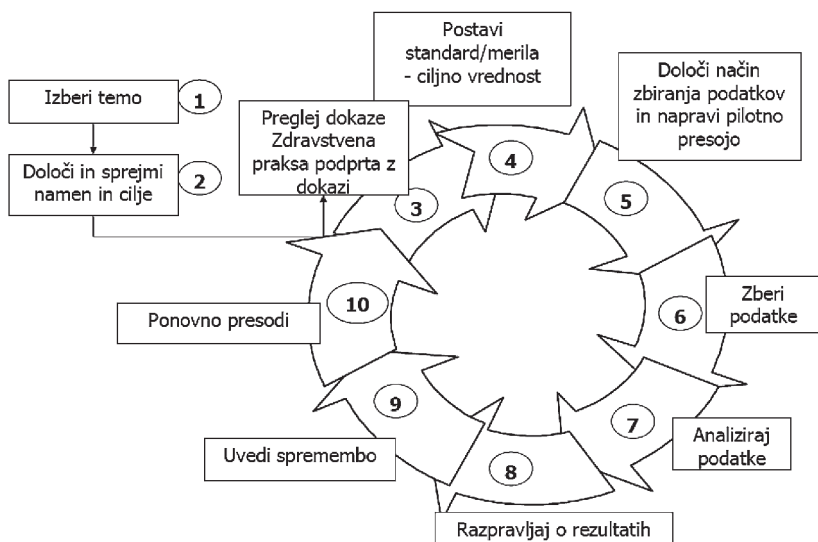 Izberi temo
1
Določi in sprejmi
namen in cilje
2
Preglej dokaze
Zdravstvena
praksa podprta z
dokazi
3
Postavi
standard/merila
- ciljno vrednost
4
Določi način
zbiranja podatkov
in napravi pilotno
presojo
5
Zberi
podatke
6
Analiziraj
podatke
7
Razpravljaj o rezultatih
8
Uvedi spremembo
9
Ponovno presodi
10